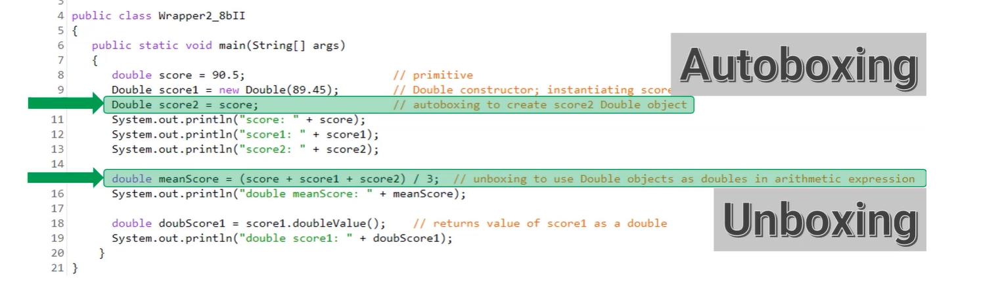 4 public class Wrapper2_8bII
5 {
6 public static void main(String[] args)
7 {
8 double score = 90.5; // primitive
9 Double score1 = new Double(89.45); // Double constructor; instantiating score
Double score2 = score; // autoboxing to create score2 Double object
11 System.out.println("score: " + score);
12 System.out.println("score1: " + score1);
13 System.out.println("score2: " + score2);
14
double meanScore = (score + score1 + score2) / 3; // unboxing to use Double objects as doubles in arithmetic expression
16 System.out.println("double meanScore: " + meanScore);
17
18 double doubScore1 = score1.doubleValue(); // returns value of score1 as a double
19 System.out.println("double score1: " + doubScore1);
20 }
21 }
Autoboxing
Unboxing